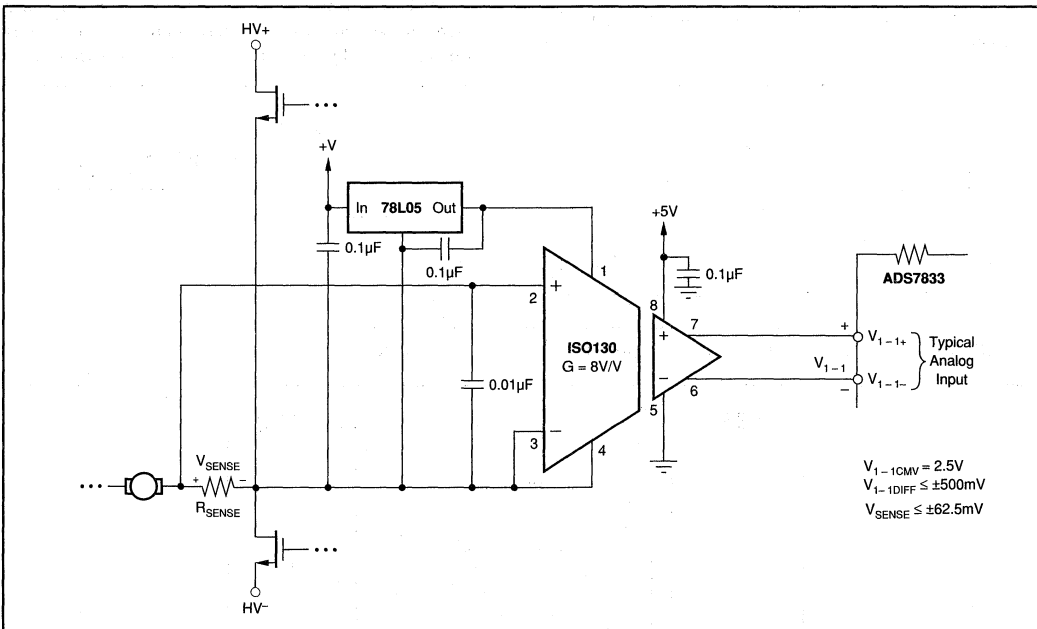 HV+
+V
In 78L05 Out
0.1µF
0.1µF
+5V
0.1µF
ADS7833
1
2
+
ISO130
G = 8V/V
3
−
4
8
+
7
−
5
6
0.01µF
+
V1–1+
V1–1
V1–1–
−
Typical
Analog
Input
VSENSE
+ −
RSENSE
V1–1CMV = 2.5V
V1–1DIFF ≤ ±500mV
VSENSE ≤ ±62.5mV
HV–